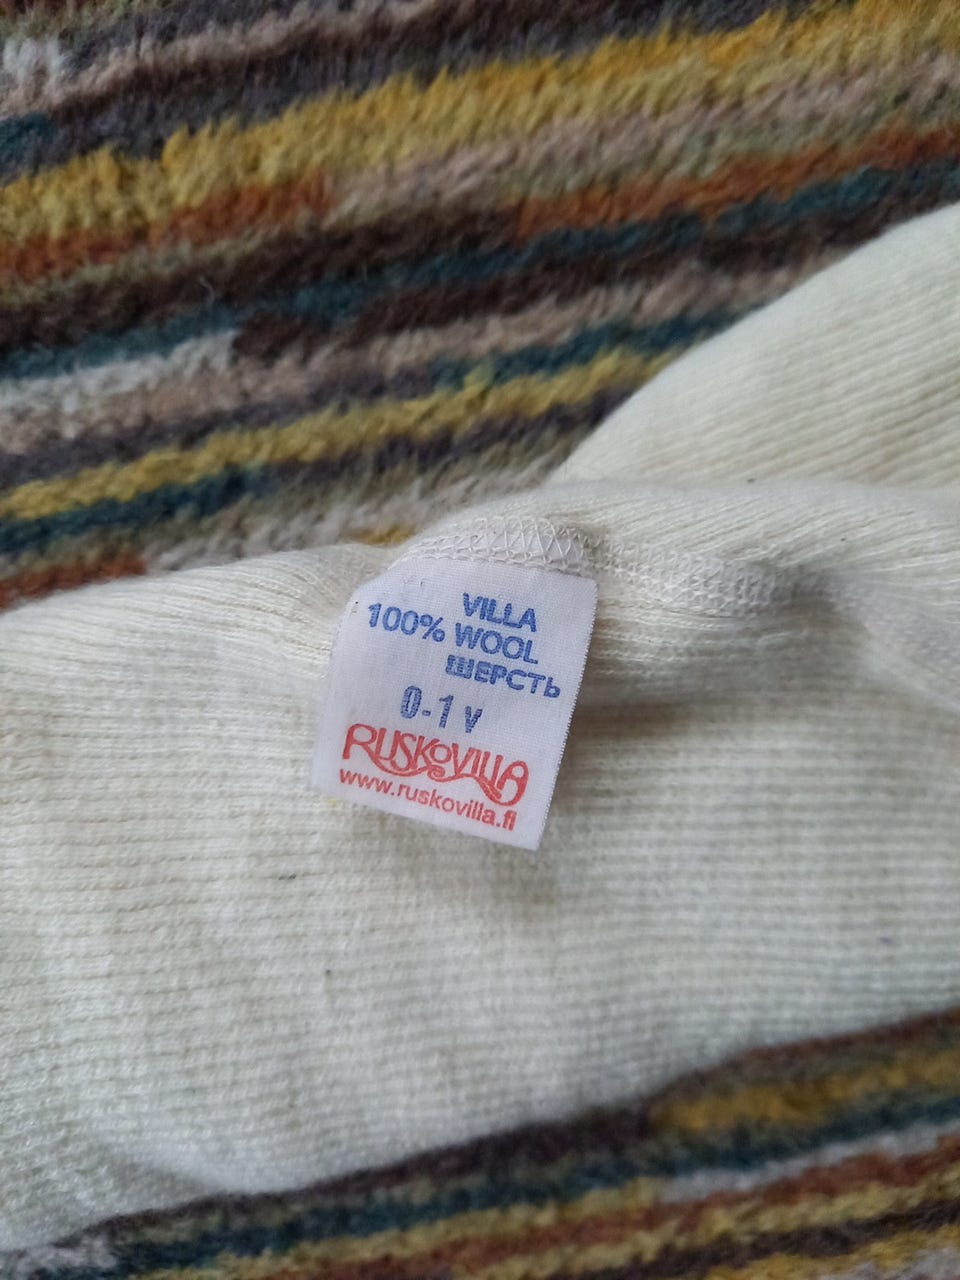 VILLA
100% WOOL
ШЕРСТЬ
0-1 v
RUSKOVILLA
www.ruskovilla.fi